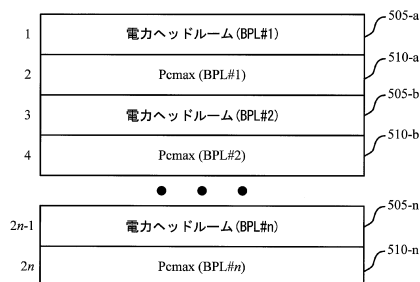 505-a
1 電力ヘッドルーム(BPL#1)
510-a
2 Pcmax (BPL#1)
505-b
3 電力ヘッドルーム(BPL#2)
510-b
4 Pcmax (BPL#2)
505-n
2n-1 電力ヘッドルーム(BPL#n)
510-n
2n Pcmax (BPL#n)